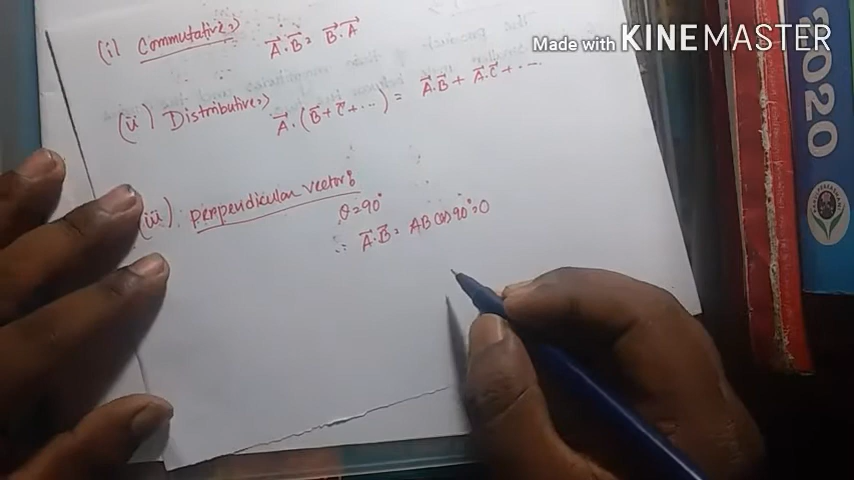 Made with KINEMASTER
2020
(i) Commutative:⇒ A⃗.B⃗ = B⃗.A⃗
(ii) Distributive:⇒ A⃗.(B⃗+C⃗+...) = A⃗.B⃗ + A⃗.C⃗ + ...
(iii) Perpendicular vector:
θ=90°
∴ A⃗.B⃗ = AB cos 90°=0